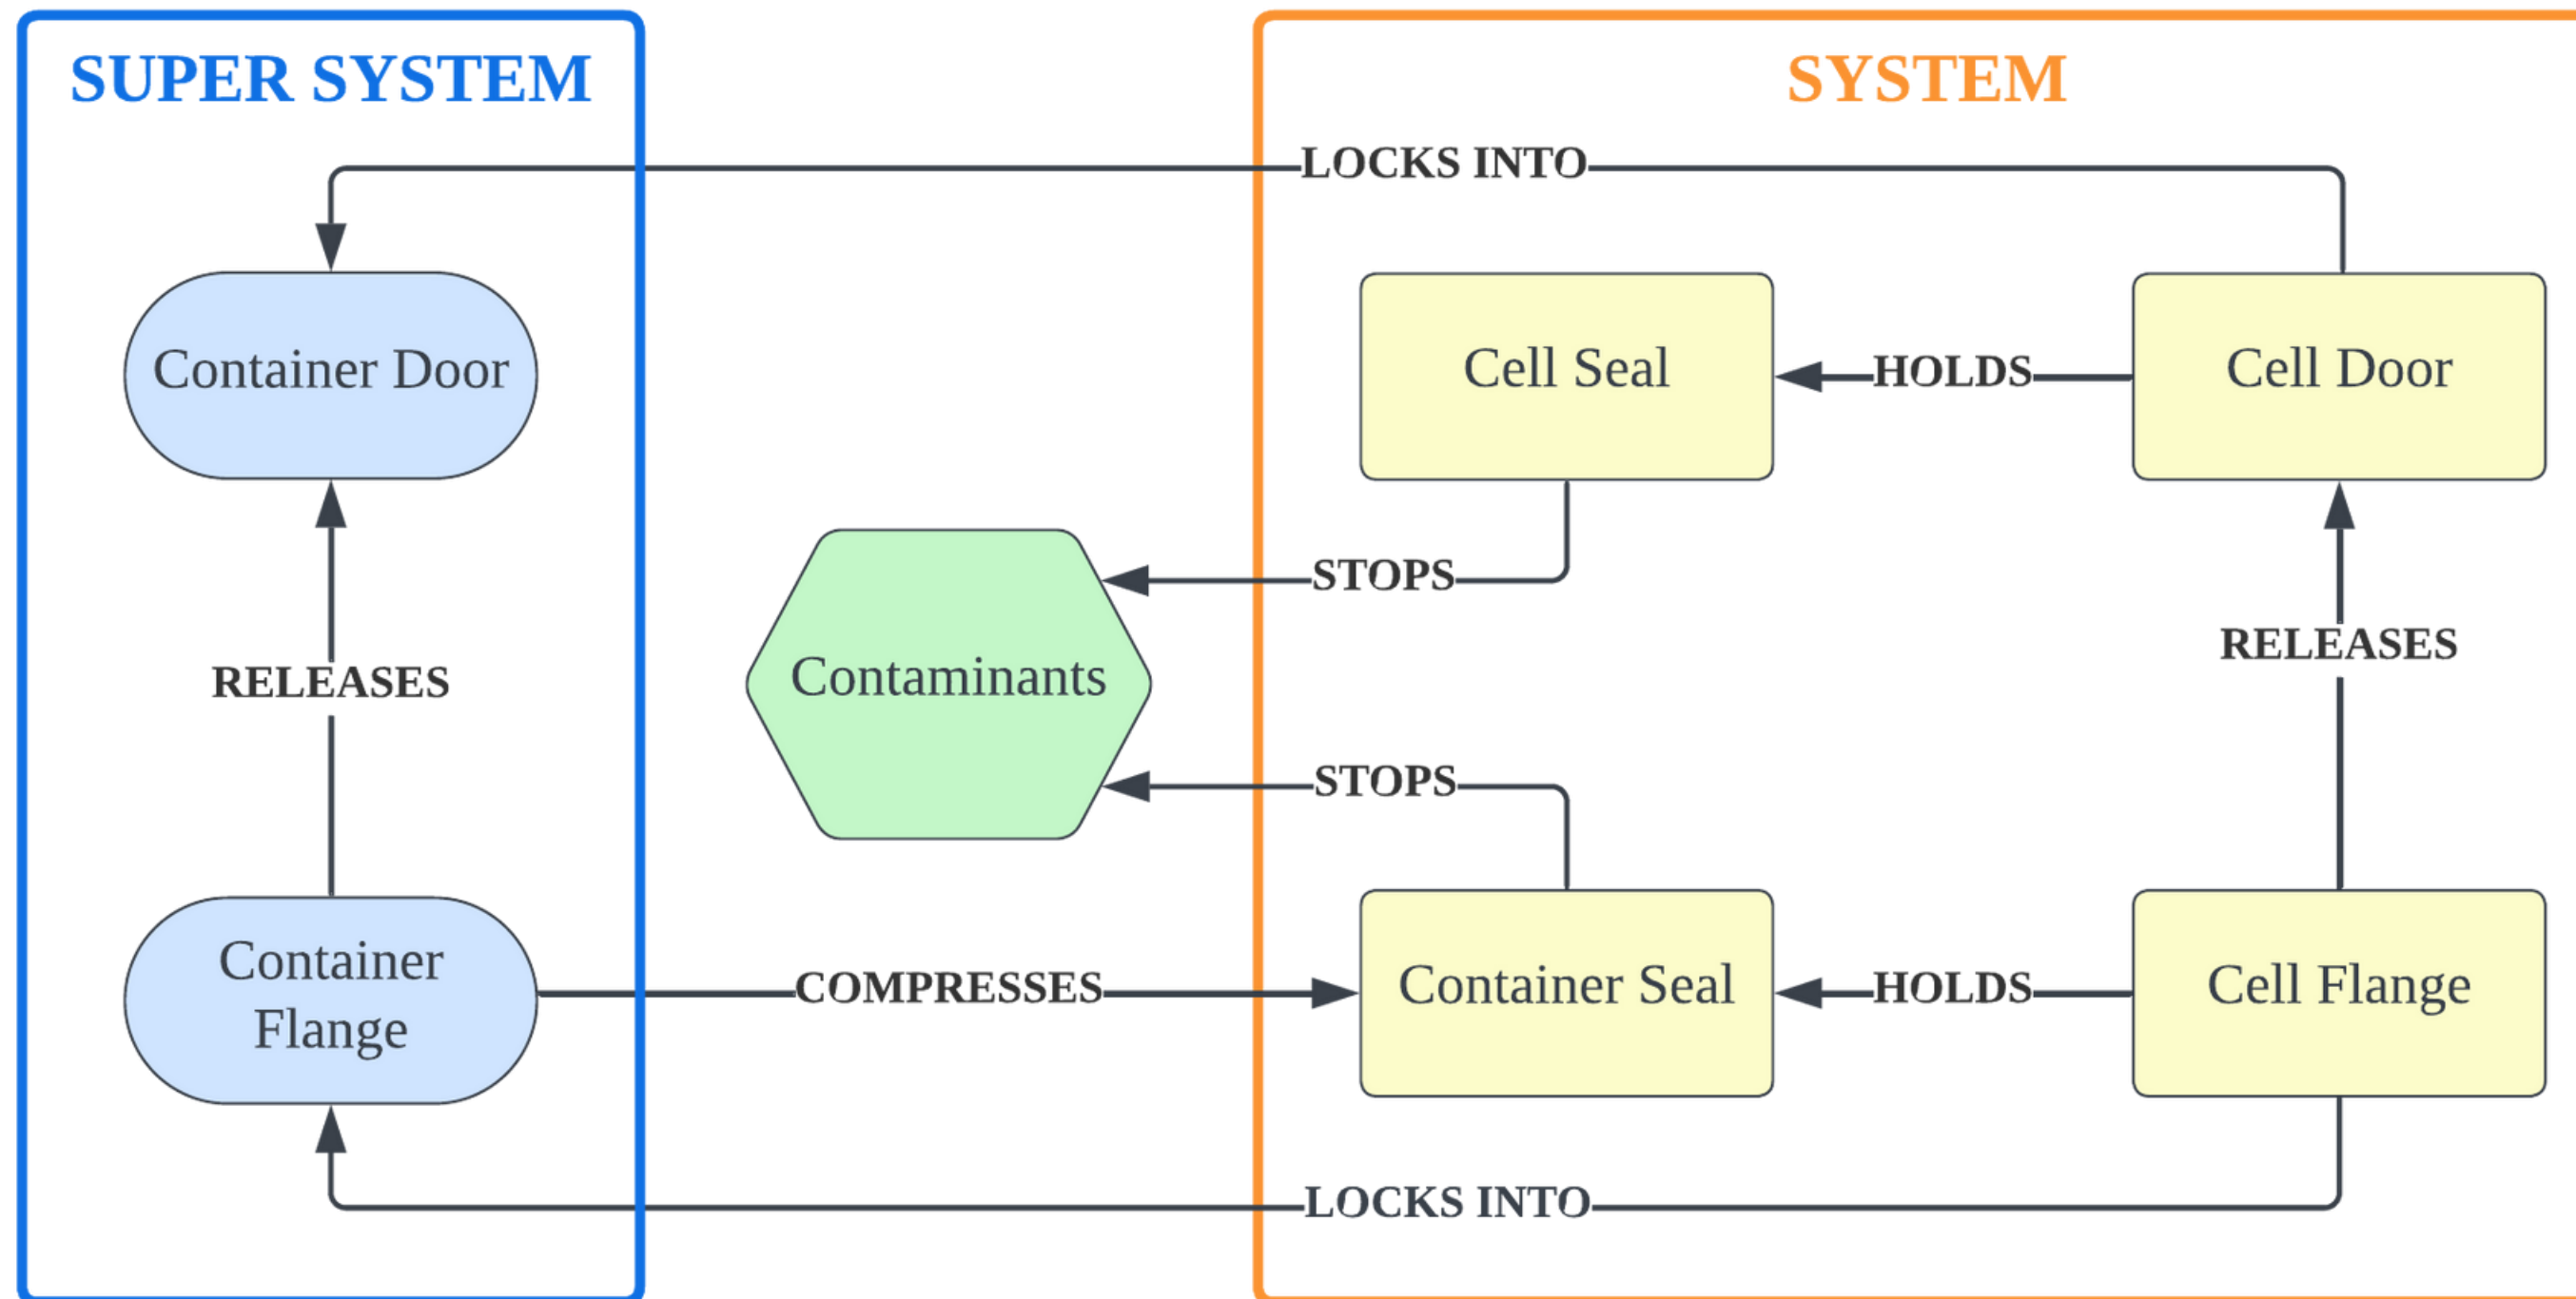 SUPER SYSTEM
SYSTEM
LOCKS INTO
Container Door
Cell Seal
HOLDS
Cell Door
STOPS
RELEASES
RELEASES
Contaminants
STOPS
Container
Flange
COMPRESSES
Container Seal
HOLDS
Cell Flange
LOCKS INTO